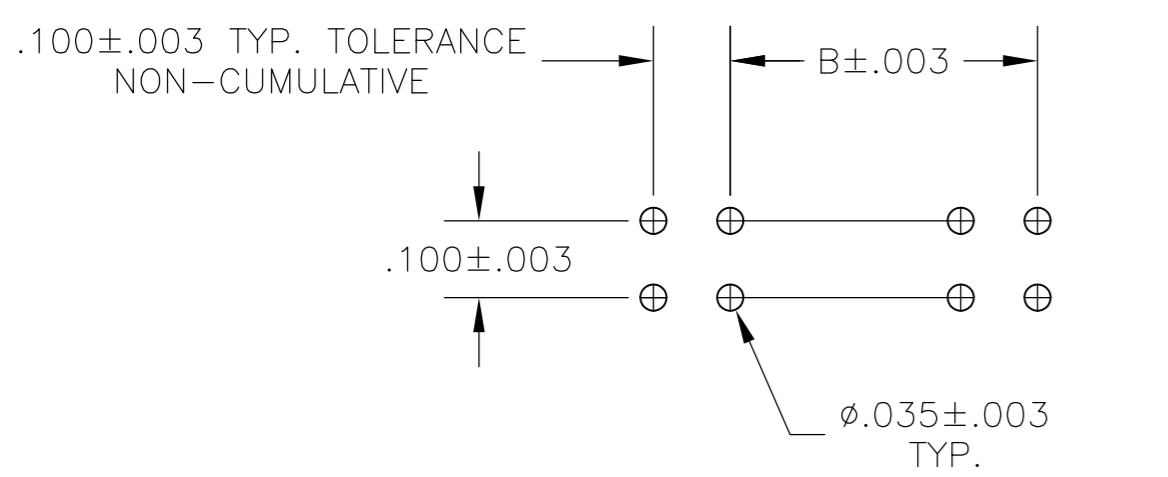 .100±.003 TYP. TOLERANCE
NON−CUMULATIVE
B±.003
.100±.003
ø.035±.003
TYP.